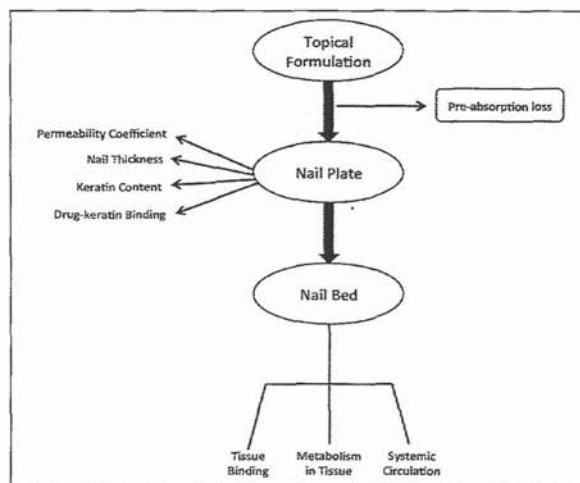 Topical
Formulation
Pre-absorption loss
Permeability Coefficient
Nail Thickness
Keratin Content
Drug-keratin Binding
Nail Plate
Nail Bed
Tissue
Binding
Metabolism
in Tissue
Systemic
Circulation